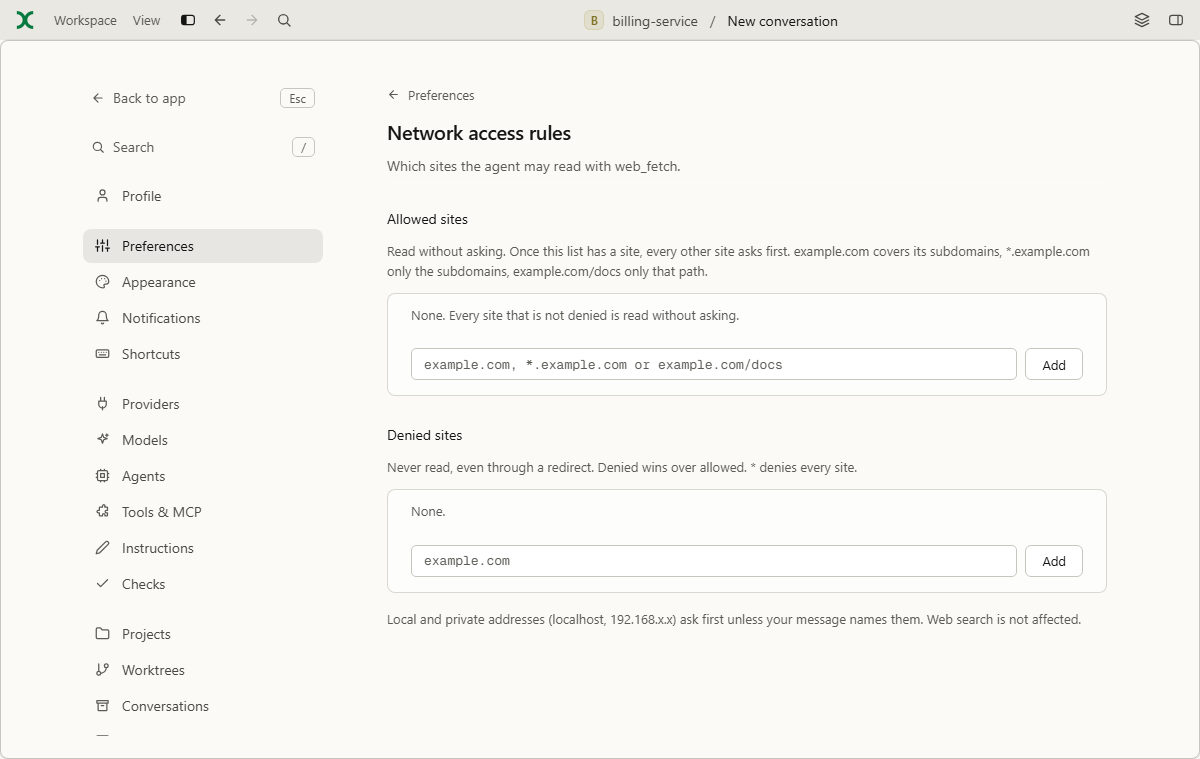 Workspace View
B billing-service / New conversation
Back to app Esc
Search /
Profile
Preferences
Appearance
Notifications
Shortcuts
Providers
Models
Agents
Tools & MCP
Instructions
Checks
Projects
Worktrees
Conversations
Preferences
Network access rules
Which sites the agent may read with web_fetch.
Allowed sites
Read without asking. Once this list has a site, every other site asks first. example.com covers its subdomains, *.example.com
only the subdomains, example.com/docs only that path.
None. Every site that is not denied is read without asking.
example.com, *.example.com or example.com/docs Add
Denied sites
Never read, even through a redirect. Denied wins over allowed. * denies every site.
None.
example.com Add
Local and private addresses (localhost, 192.168.x.x) ask first unless your message names them. Web search is not affected.